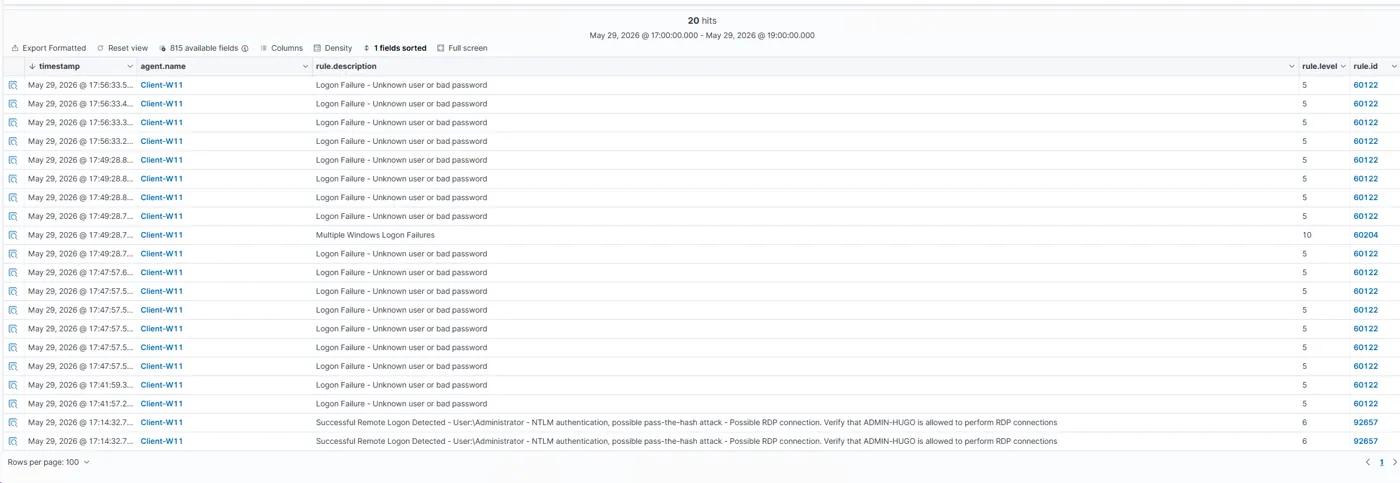 20 hits
May 29, 2026 @ 17:00:00.000 - May 29, 2026 @ 19:00:00.000
Export Formatted Reset view 815 available fields Columns Density 1 fields sorted Full screen
timestamp agent.name rule.description rule.level rule.id
May 29, 2026 @ 17:56:33.5... Client-W11 Logon Failure - Unknown user or bad password 5 60122
May 29, 2026 @ 17:56:33.4... Client-W11 Logon Failure - Unknown user or bad password 5 60122
May 29, 2026 @ 17:56:33.3... Client-W11 Logon Failure - Unknown user or bad password 5 60122
May 29, 2026 @ 17:56:33.2... Client-W11 Logon Failure - Unknown user or bad password 5 60122
May 29, 2026 @ 17:49:28.8... Client-W11 Logon Failure - Unknown user or bad password 5 60122
May 29, 2026 @ 17:49:28.8... Client-W11 Logon Failure - Unknown user or bad password 5 60122
May 29, 2026 @ 17:49:28.8... Client-W11 Logon Failure - Unknown user or bad password 5 60122
May 29, 2026 @ 17:49:28.7... Client-W11 Logon Failure - Unknown user or bad password 5 60122
May 29, 2026 @ 17:49:28.7... Client-W11 Multiple Windows Logon Failures 10 60204
May 29, 2026 @ 17:49:28.7... Client-W11 Logon Failure - Unknown user or bad password 5 60122
May 29, 2026 @ 17:47:57.6... Client-W11 Logon Failure - Unknown user or bad password 5 60122
May 29, 2026 @ 17:47:57.5... Client-W11 Logon Failure - Unknown user or bad password 5 60122
May 29, 2026 @ 17:47:57.5... Client-W11 Logon Failure - Unknown user or bad password 5 60122
May 29, 2026 @ 17:47:57.5... Client-W11 Logon Failure - Unknown user or bad password 5 60122
May 29, 2026 @ 17:47:57.5... Client-W11 Logon Failure - Unknown user or bad password 5 60122
May 29, 2026 @ 17:47:57.5... Client-W11 Logon Failure - Unknown user or bad password 5 60122
May 29, 2026 @ 17:41:59.3... Client-W11 Logon Failure - Unknown user or bad password 5 60122
May 29, 2026 @ 17:41:57.2... Client-W11 Logon Failure - Unknown user or bad password 5 60122
May 29, 2026 @ 17:14:32.7... Client-W11 Successful Remote Logon Detected - User:\Administrator - NTLM authentication, possible pass-the-hash attack - Possible RDP connection. Verify that ADMIN-HUGO is allowed to perform RDP connections 6 92657
May 29, 2026 @ 17:14:32.7... Client-W11 Successful Remote Logon Detected - User:\Administrator - NTLM authentication, possible pass-the-hash attack - Possible RDP connection. Verify that ADMIN-HUGO is allowed to perform RDP connections 6 92657
Rows per page: 100 1